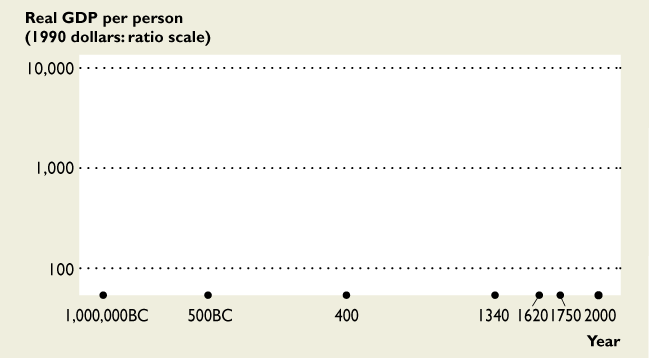 Real GDP per person
(1990 dollars: ratio scale)
10,000
1,000
100
1,000,000BC 500BC 400 1340 1620 1750 2000
Year